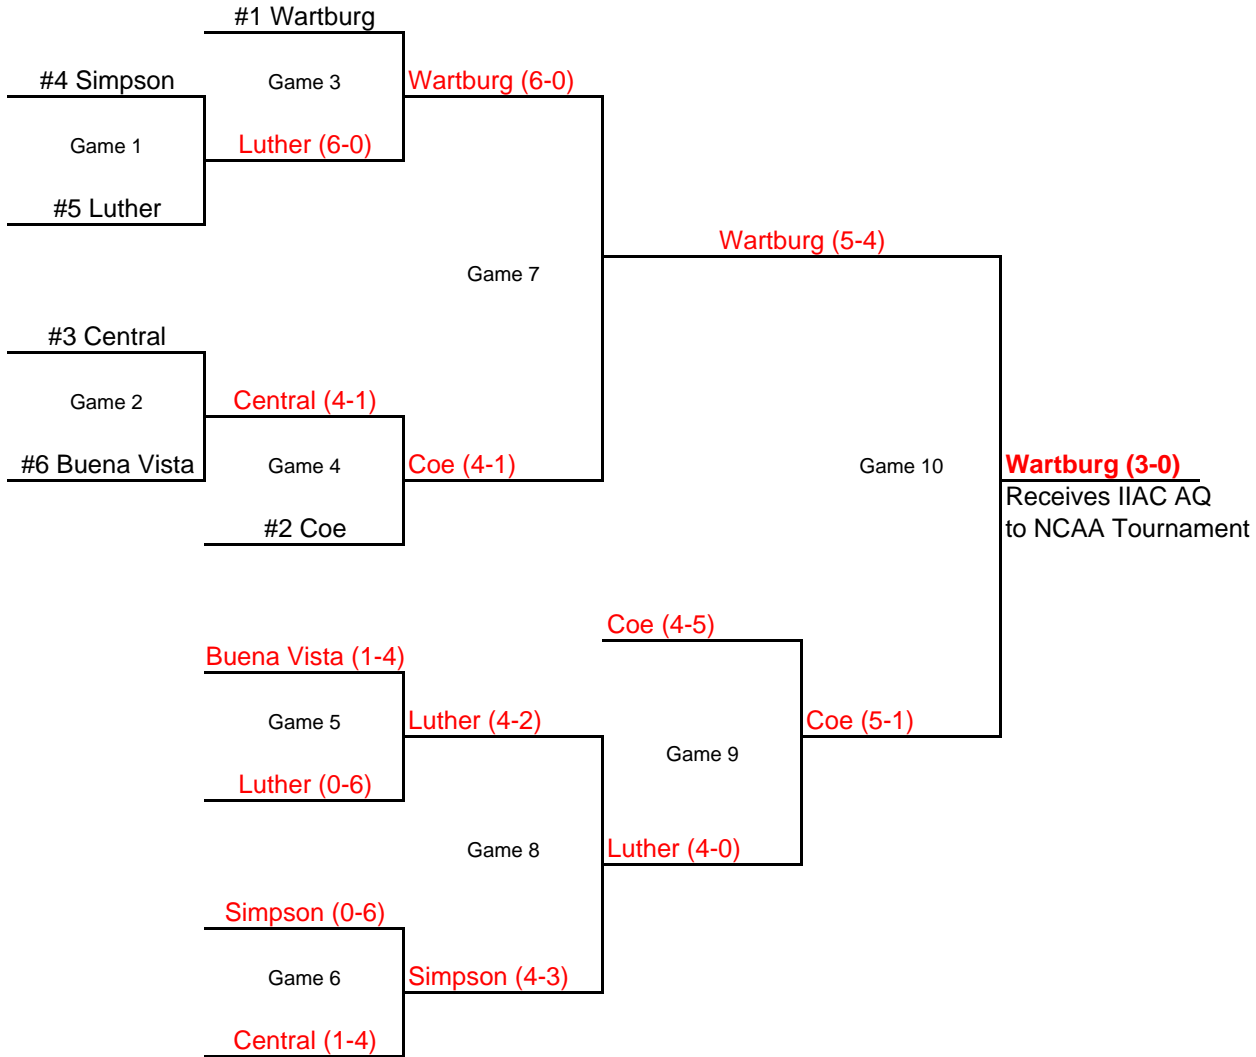 #1 Wartburg
#4 Simpson
Game 3
Wartburg (6-0)
Game 1
Luther (6-0)
#5 Luther
Wartburg (5-4)
Game 7
#3 Central
Game 2
Central (4-1)
#6 Buena Vista
Game 4
Coe (4-1)
Game 10
Wartburg (3-0)
Receives IIAC AQ
#2 Coe
to NCAA Tournament
Coe (4-5)
Buena Vista (1-4)
Game 5
Luther (4-2)
Coe (5-1)
Game 9
Luther (0-6)
Game 8
Luther (4-0)
Simpson (0-6)
Game 6
Simpson (4-3)
Central (1-4)